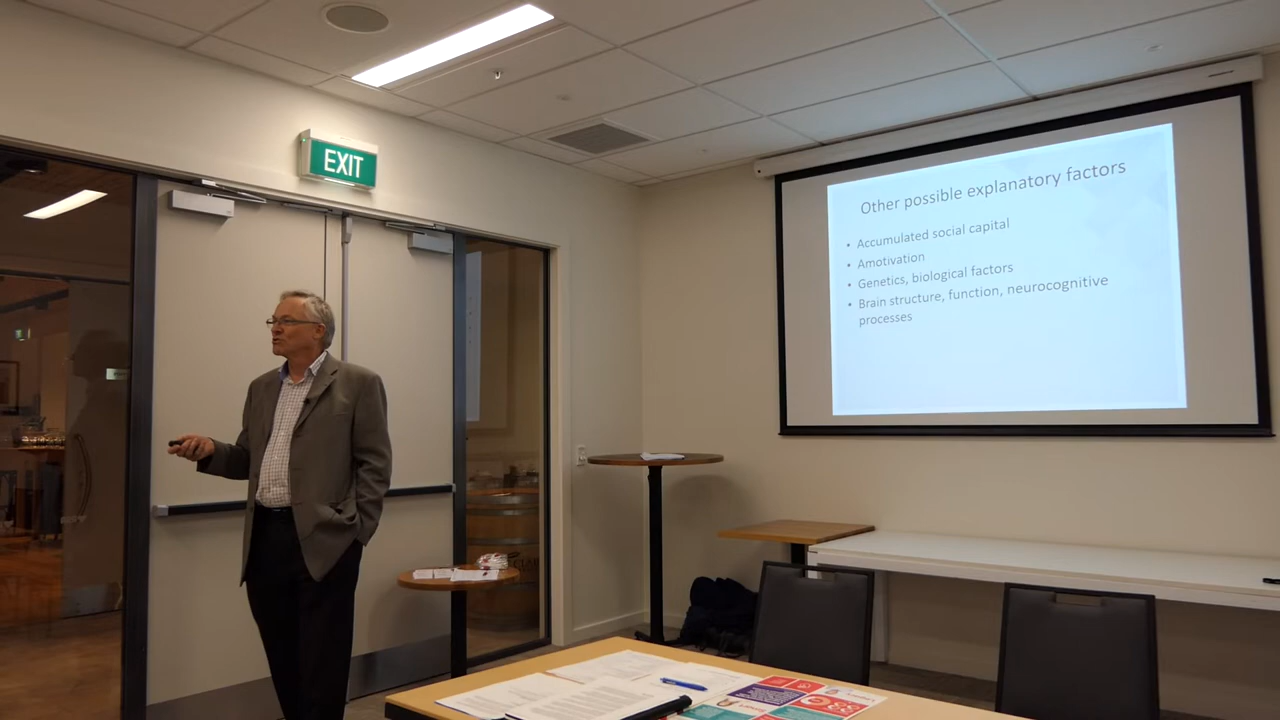 EXIT
Other possible explanatory factors
• Accumulated social capital
• Amotivation
• Genetics, biological factors
• Brain structure, function, neurocognitive
processes